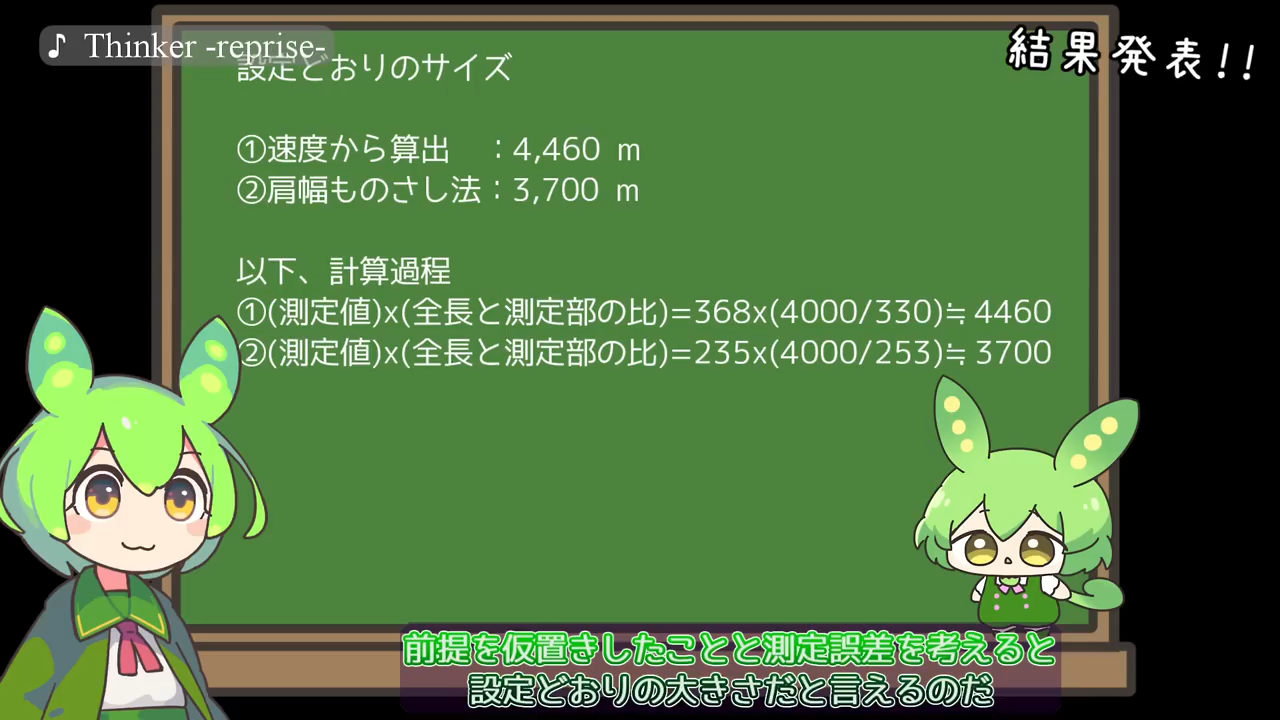 ♪ Thinker -reprise-
結果発表!!
設定どおりのサイズ
①速度から算出　：4,460 m
②肩幅ものさし法：3,700 m
以下、計算過程
①(測定値)x(全長と測定部の比)=368x(4000/330)≒4460
②(測定値)x(全長と測定部の比)=235x(4000/253)≒3700
前提を仮置きしたことと測定誤差を考えると
設定どおりの大きさだと言えるのだ